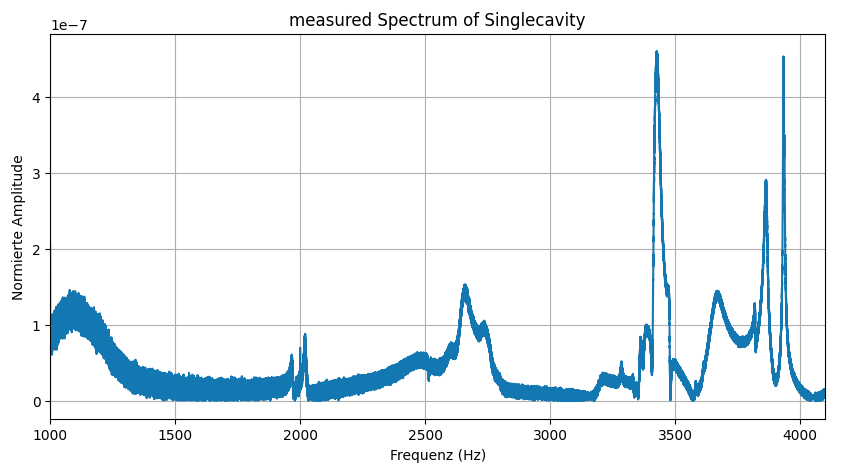 measured Spectrum of Singlecavity
1e−7
4
3
2
1
0
Normierte Amplitude
1000 1500 2000 2500 3000 3500 4000
Frequenz (Hz)